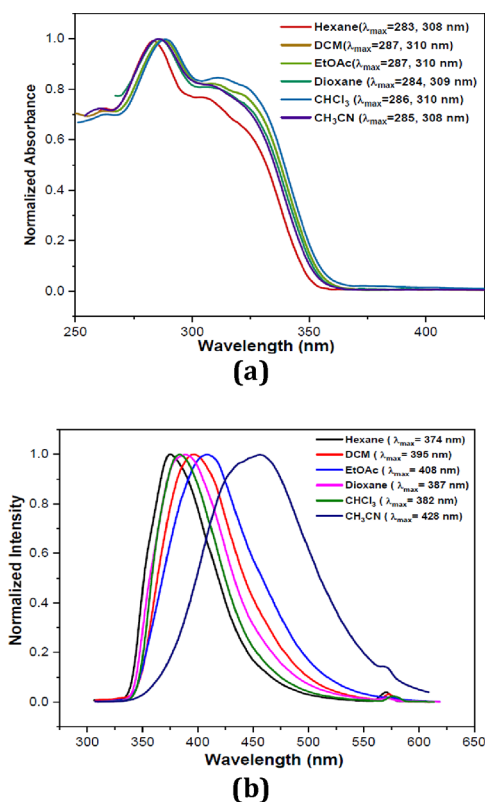 Hexane(λmax=283, 308 nm)
DCM(λmax=287, 310 nm)
EtOAc(λmax=287, 310 nm)
Dioxane (λmax=284, 309 nm)
CHCl3 (λmax=286, 310 nm)
CH3CN (λmax=285, 308 nm)
Normalized Absorbance
1.0
0.8
0.6
0.4
0.2
0.0
250
300
350
400
Wavelength (nm)
(a)
Hexane ( λmax= 374 nm)
DCM ( λmax= 395 nm)
EtOAc ( λmax= 408 nm)
Dioxane ( λmax= 387 nm)
CHCl3 ( λmax= 382 nm)
CH3CN ( λmax= 428 nm)
Normalized Intensity
1.0
0.8
0.6
0.4
0.2
0.0
300
350
400
450
500
550
600
650
Wavelength (nm)
(b)